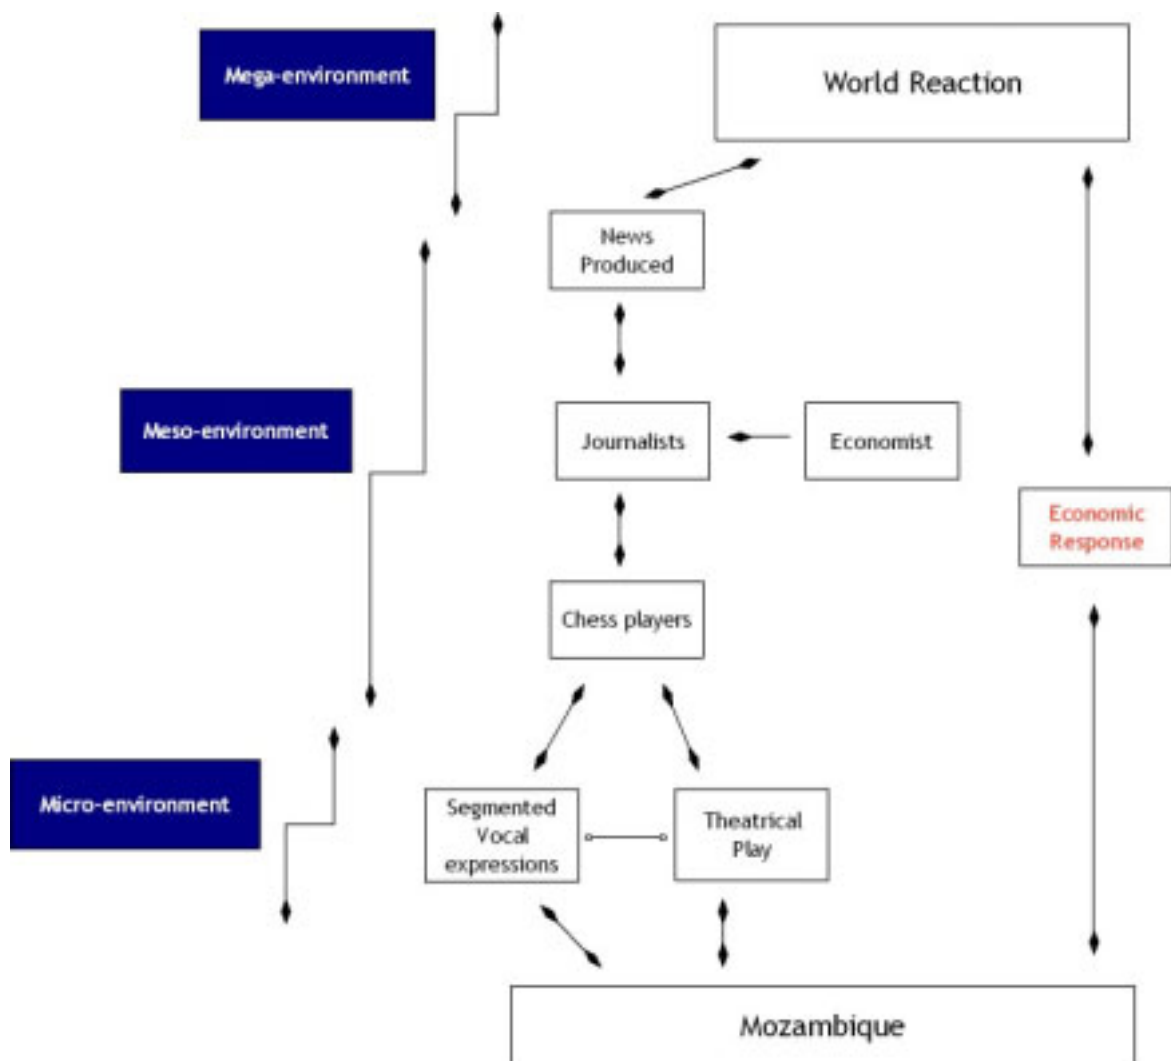 Mega-environment
World Reaction
News
Produced
Meso-environment
Journalists
Economist
Economic
Response
Chess players
Micro-environment
Segmented
Vocal
expressions
Theatrical
Play
Mozambique